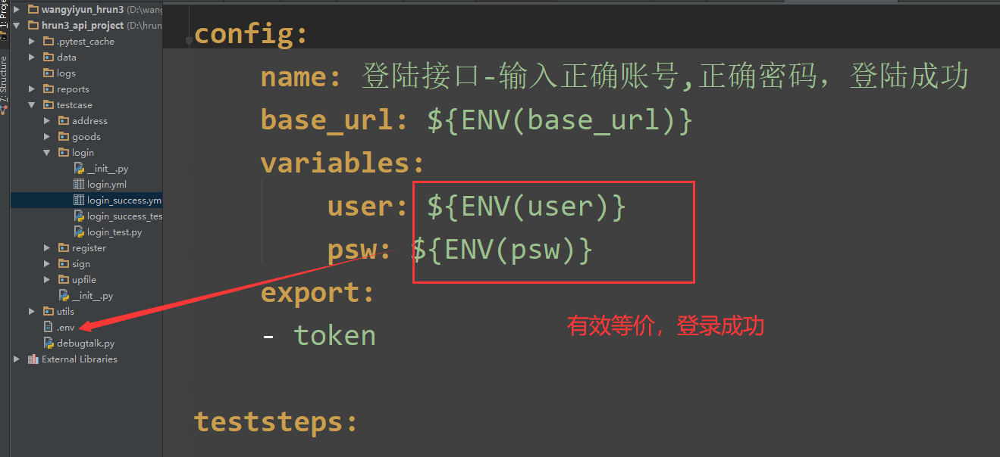 1: Proje
7: Structure
wangyiyun_hrun3 (D:\wang
hrun3_api_project (D:\hrun
.pytest_cache
data
logs
reports
testcase
address
goods
login
__init__.py
login.yml
login_success.ym
login_success_tes
login_test.py
register
sign
upfile
__init__.py
utils
.env
debugtalk.py
External Libraries
config:
name: 登陆接口-输入正确账号,正确密码，登陆成功
base_url: ${ENV(base_url)}
variables:
user: ${ENV(user)}
psw: ${ENV(psw)}
export:
- token
有效等价，登录成功
teststeps: